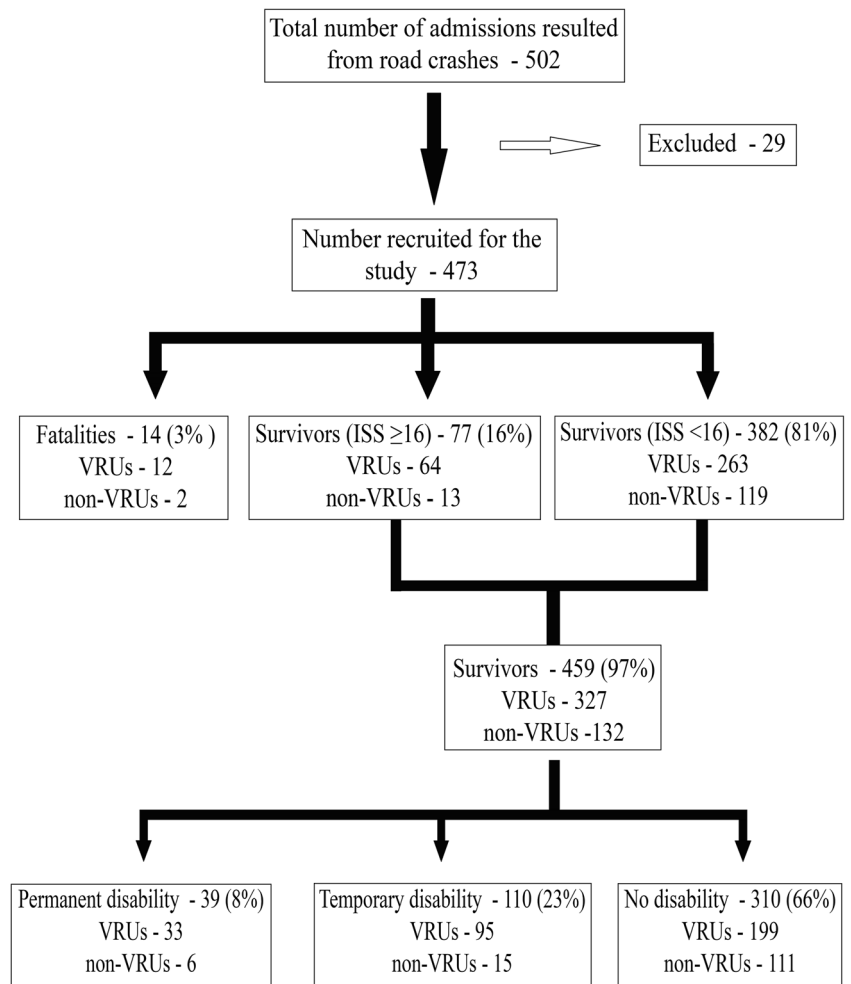 Total number of admissions resulted
from road crashes - 502
Excluded - 29
Number recruited for the
study - 473
Fatalities - 14 (3% )
VRUs - 12
non-VRUs - 2
Survivors (ISS ≥16) - 77 (16%)
VRUs - 64
non-VRUs - 13
Survivors (ISS <16) - 382 (81%)
VRUs - 263
non-VRUs - 119
Survivors - 459 (97%)
VRUs - 327
non-VRUs -132
Permanent disability - 39 (8%)
VRUs - 33
non-VRUs - 6
Temporary disability - 110 (23%)
VRUs - 95
non-VRUs - 15
No disability - 310 (66%)
VRUs - 199
non-VRUs - 111